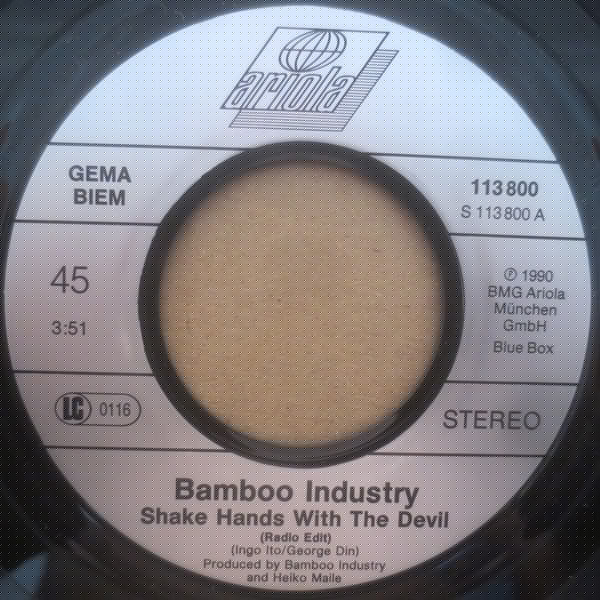 ariola
GEMA
BIEM
113 800
S 113 800 A
45
3:51
℗ 1990
BMG Ariola
München
GmbH
Blue Box
LC 0116
STEREO
Bamboo Industry
Shake Hands With The Devil
(Radio Edit)
(Ingo Ito/George Din)
Produced by Bamboo Industry
and Heiko Maile